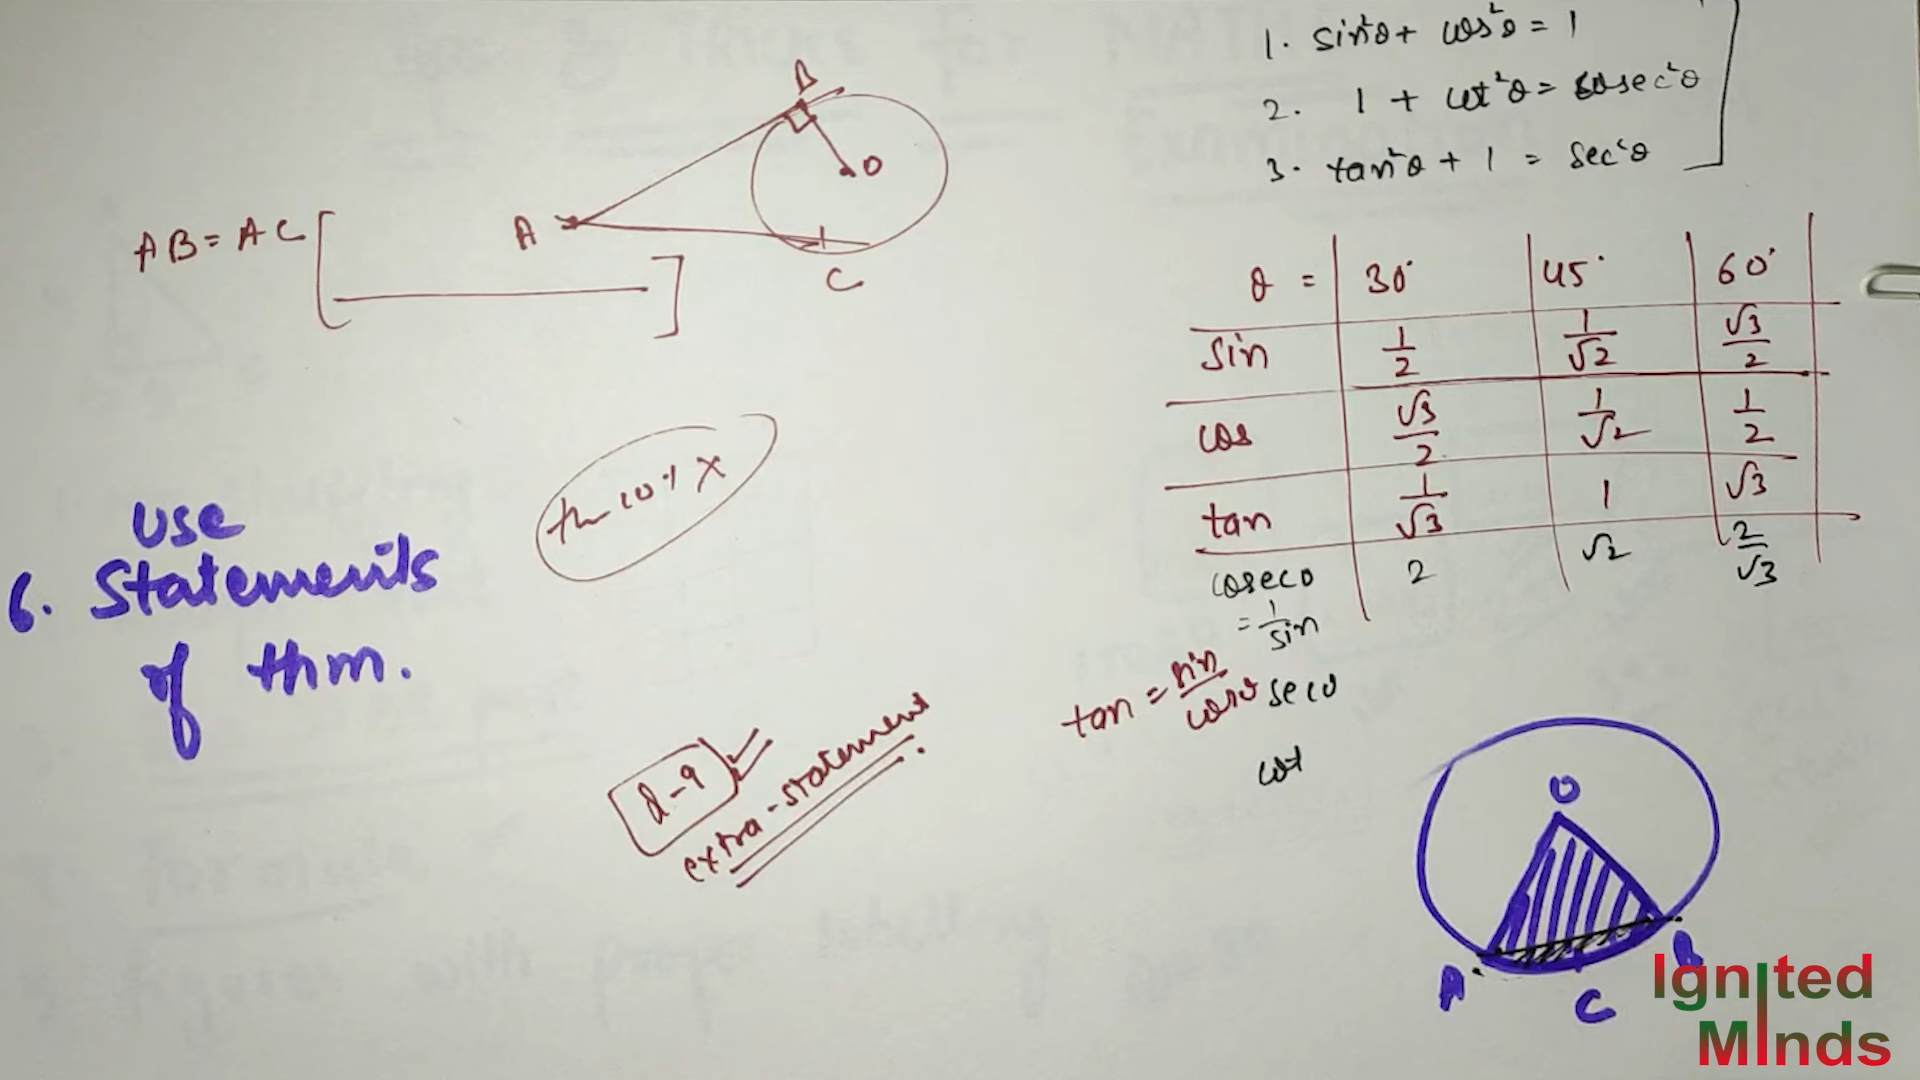 1. sin²θ + cos²θ = 1
2. 1 + cot²θ = cosec²θ
3. tan²θ + 1 = sec²θ
B
O
A
C
AB = AC [ ]
θ = 30° 45° 60°
sin 1/2 1/√2 √3/2
cos √3/2 1/√2 1/2
tan 1/√3 1 √3
cosecθ 2 √2 2/√3
= 1/sin
tan = sin/cosθ
secθ
cot
Use
6. Statements
of thm.
extra-statement
O
A
B
C
Ignited
Minds